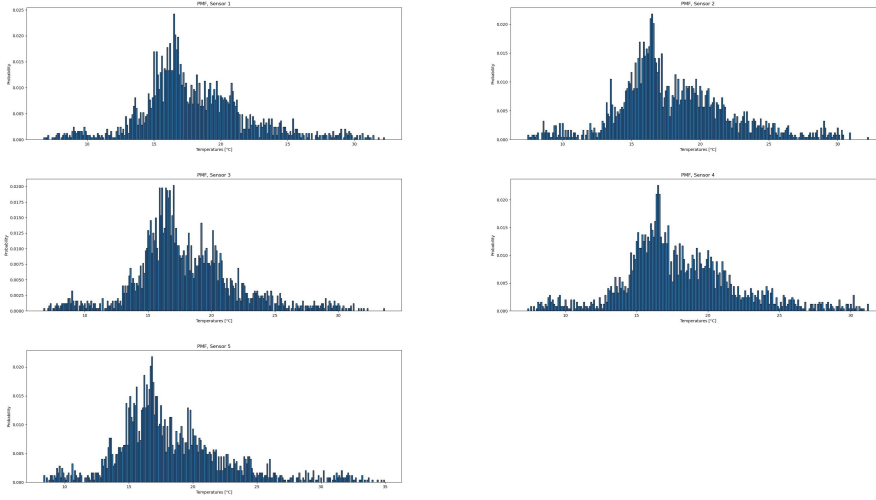 PMF, Sensor 1
0.025
0.020
0.015
0.010
0.005
0.000
Probability
10 15 20 25 30
Temperatures [°C]
PMF, Sensor 2
0.020
0.015
0.010
0.005
0.000
Probability
10 15 20 25 30
Temperatures [°C]
PMF, Sensor 3
0.0200
0.0175
0.0150
0.0125
0.0100
0.0075
0.0050
0.0025
0.0000
Probability
10 15 20 25 30
Temperatures [°C]
PMF, Sensor 4
0.020
0.015
0.010
0.005
0.000
Probability
10 15 20 25 30
Temperatures [°C]
PMF, Sensor 5
0.020
0.015
0.010
0.005
0.000
Probability
10 15 20 25 30 35
Temperatures [°C]